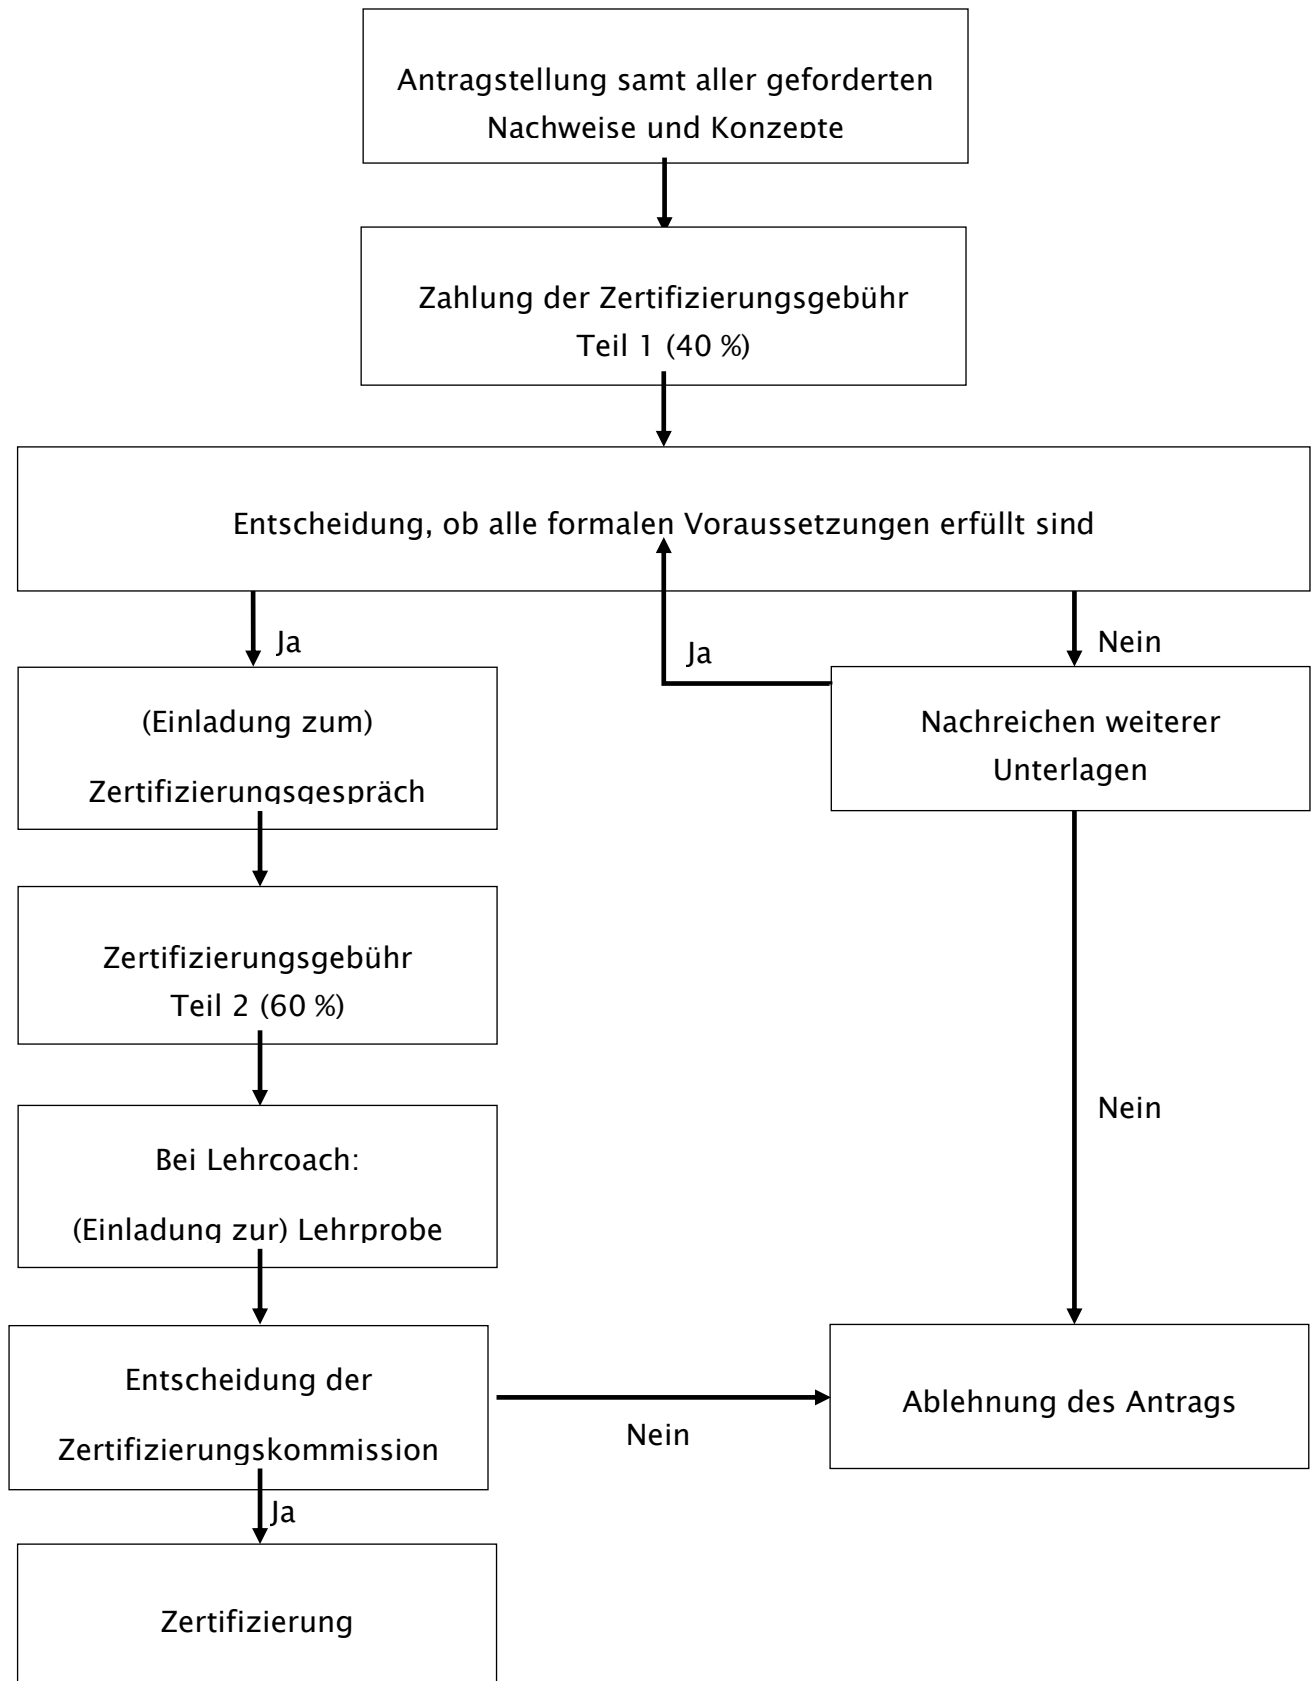 Antragstellung samt aller geforderten
Nachweise und Konzepte
Zahlung der Zertifizierungsgebühr
Teil 1 (40 %)
Entscheidung, ob alle formalen Voraussetzungen erfüllt sind
Ja
Ja
Nein
(Einladung zum)
Zertifizierungsgespräch
Nachreichen weiterer
Unterlagen
Zertifizierungsgebühr
Teil 2 (60 %)
Nein
Bei Lehrcoach:
(Einladung zur) Lehrprobe
Entscheidung der
Zertifizierungskommission
Nein
Ablehnung des Antrags
Ja
Zertifizierung